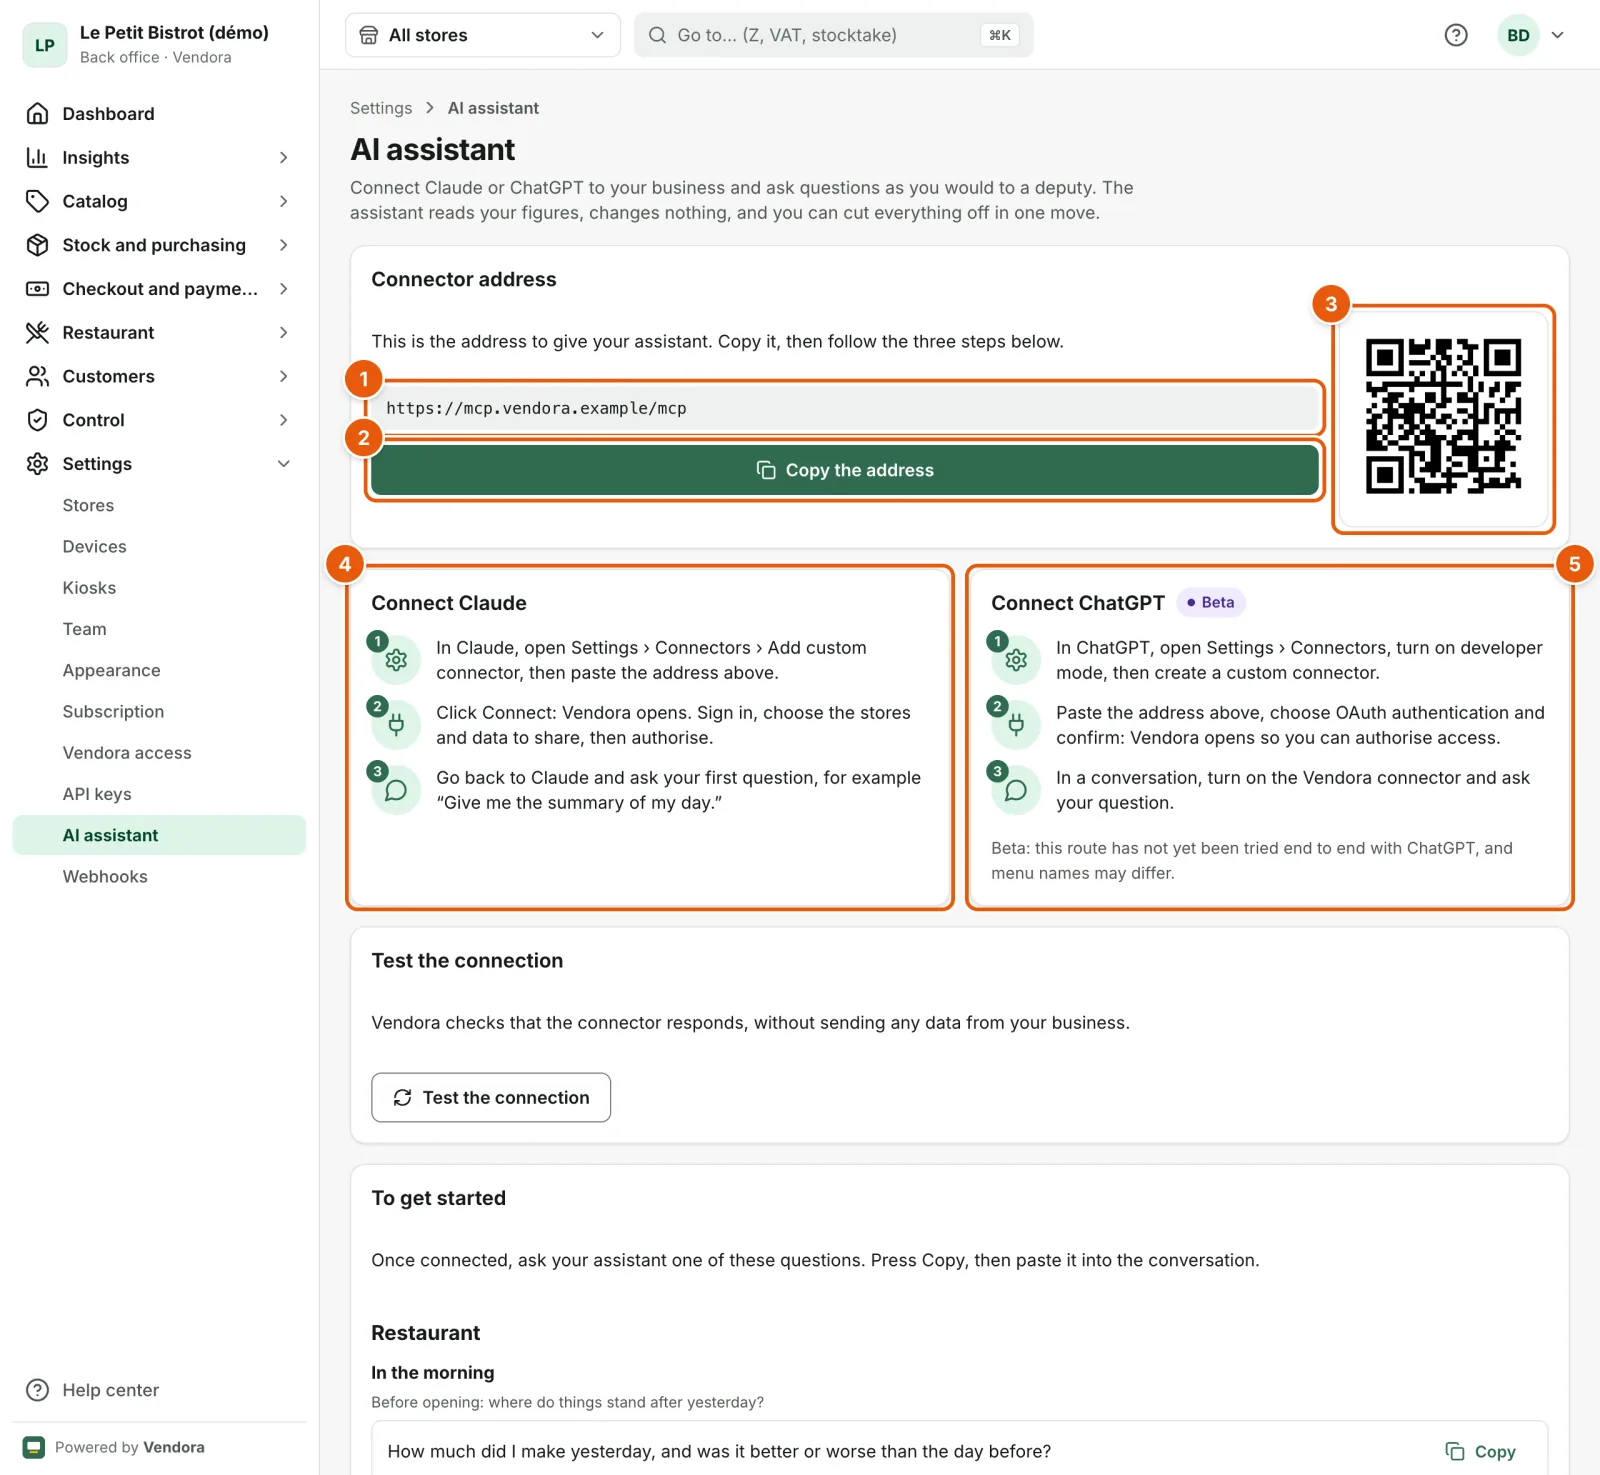 LP
Le Petit Bistrot (démo)
Back office · Vendora
All stores
Go to... (Z, VAT, stocktake)
⌘K
BD
Dashboard
Insights
Catalog
Stock and purchasing
Checkout and payme...
Restaurant
Customers
Control
Settings
Stores
Devices
Kiosks
Team
Appearance
Subscription
Vendora access
API keys
AI assistant
Webhooks
Help center
Powered by Vendora
Settings > AI assistant
AI assistant
Connect Claude or ChatGPT to your business and ask questions as you would to a deputy. The
assistant reads your figures, changes nothing, and you can cut everything off in one move.
Connector address
This is the address to give your assistant. Copy it, then follow the three steps below.
1
https://mcp.vendora.example/mcp
2
Copy the address
3
4
Connect Claude
1
In Claude, open Settings › Connectors › Add custom
connector, then paste the address above.
2
Click Connect: Vendora opens. Sign in, choose the stores
and data to share, then authorise.
3
Go back to Claude and ask your first question, for example
“Give me the summary of my day.”
5
Connect ChatGPT
Beta
1
In ChatGPT, open Settings › Connectors, turn on developer
mode, then create a custom connector.
2
Paste the address above, choose OAuth authentication and
confirm: Vendora opens so you can authorise access.
3
In a conversation, turn on the Vendora connector and ask
your question.
Beta: this route has not yet been tried end to end with ChatGPT, and
menu names may differ.
Test the connection
Vendora checks that the connector responds, without sending any data from your business.
Test the connection
To get started
Once connected, ask your assistant one of these questions. Press Copy, then paste it into the conversation.
Restaurant
In the morning
Before opening: where do things stand after yesterday?
How much did I make yesterday, and was it better or worse than the day before?
Copy